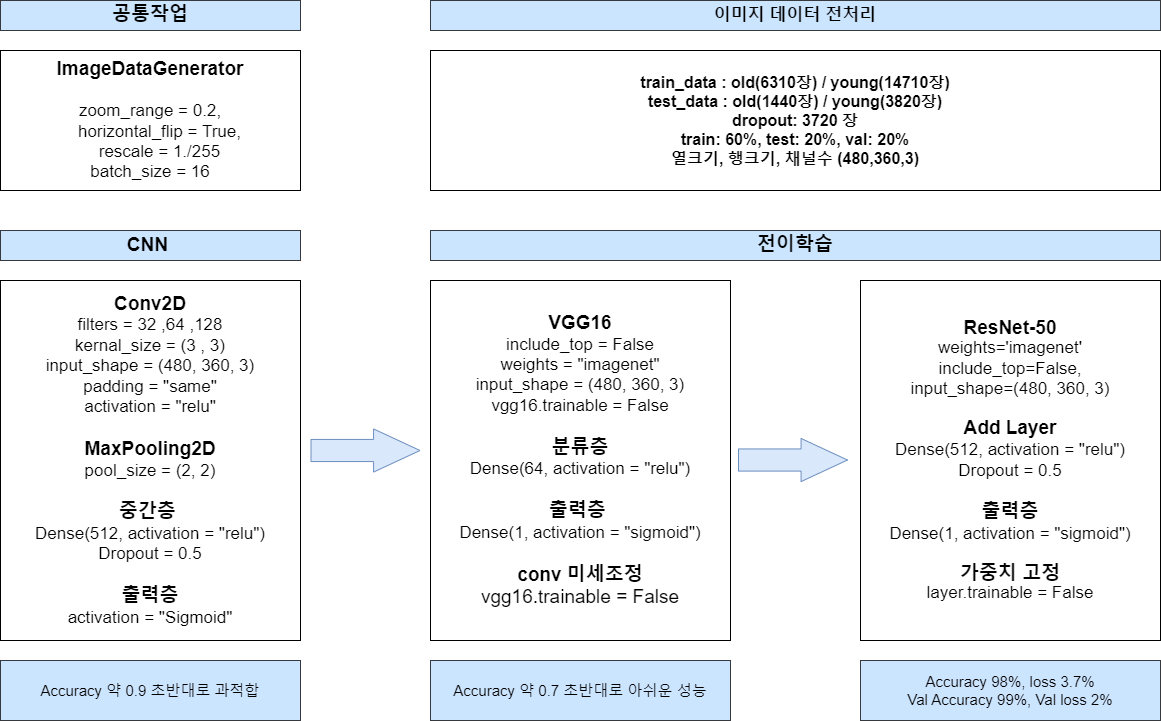 공통작업
이미지 데이터 전처리
ImageDataGenerator
zoom_range = 0.2,
horizontal_flip = True,
rescale = 1./255
batch_size = 16
train_data : old(6310장) / young(14710장)
test_data : old(1440장) / young(3820장)
dropout: 3720 장
train: 60%, test: 20%, val: 20%
열크기, 행크기, 채널수 (480,360,3)
CNN
전이학습
Conv2D
filters = 32 ,64 ,128
kernal_size = (3 , 3)
input_shape = (480, 360, 3)
padding = "same"
activation = "relu"
MaxPooling2D
pool_size = (2, 2)
중간층
Dense(512, activation = "relu")
Dropout = 0.5
출력층
activation = "Sigmoid"
VGG16
include_top = False
weights = "imagenet"
input_shape = (480, 360, 3)
vgg16.trainable = False
분류층
Dense(64, activation = "relu")
출력층
Dense(1, activation = "sigmoid")
conv 미세조정
vgg16.trainable = False
ResNet-50
weights='imagenet'
include_top=False,
input_shape=(480, 360, 3)
Add Layer
Dense(512, activation = "relu")
Dropout = 0.5
출력층
Dense(1, activation = "sigmoid")
가중치 고정
layer.trainable = False
Accuracy 약 0.9 초반대로 과적합
Accuracy 약 0.7 초반대로 아쉬운 성능
Accuracy 98%, loss 3.7%
Val Accuracy 99%, Val loss 2%